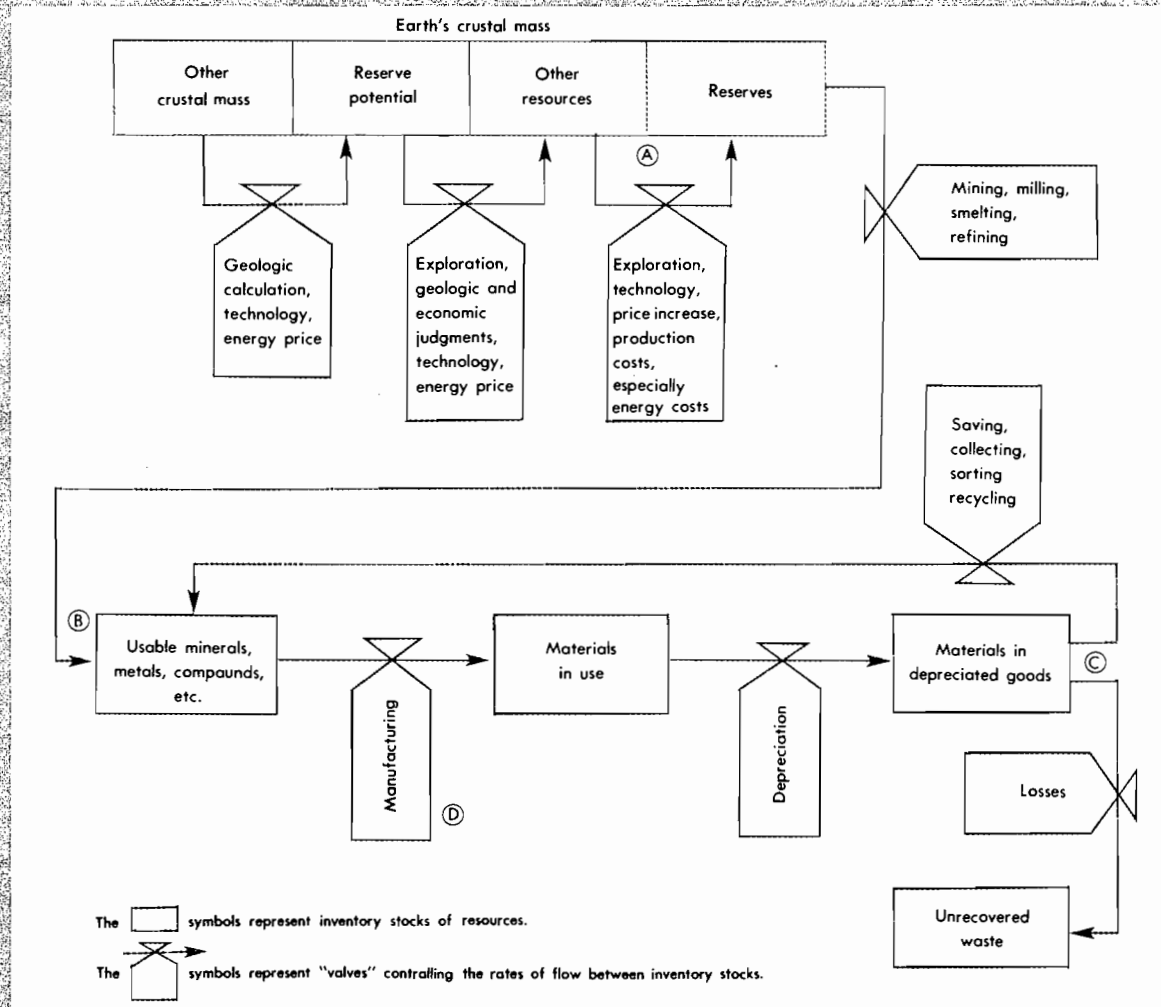 Earth's crustal mass
Other
crustal mass
Reserve
potential
Other
resources
Reserves
A
Mining, milling,
smelting,
refining
Geologic
calculation,
technology,
energy price
Exploration,
geologic and
economic
judgments,
technology,
energy price
Exploration,
technology,
price increase,
production
costs,
especially
energy costs
Saving,
collecting,
sorting
recycling
B
Usable minerals,
metals, compaunds,
etc.
Manufacturing
D
Materials
in use
Depreciation
Materials in
depreciated goods
C
Losses
Unrecovered
waste
The symbols represent inventory stocks of resources.
The symbols represent "valves" contralling the rates of flow between inventory stocks.